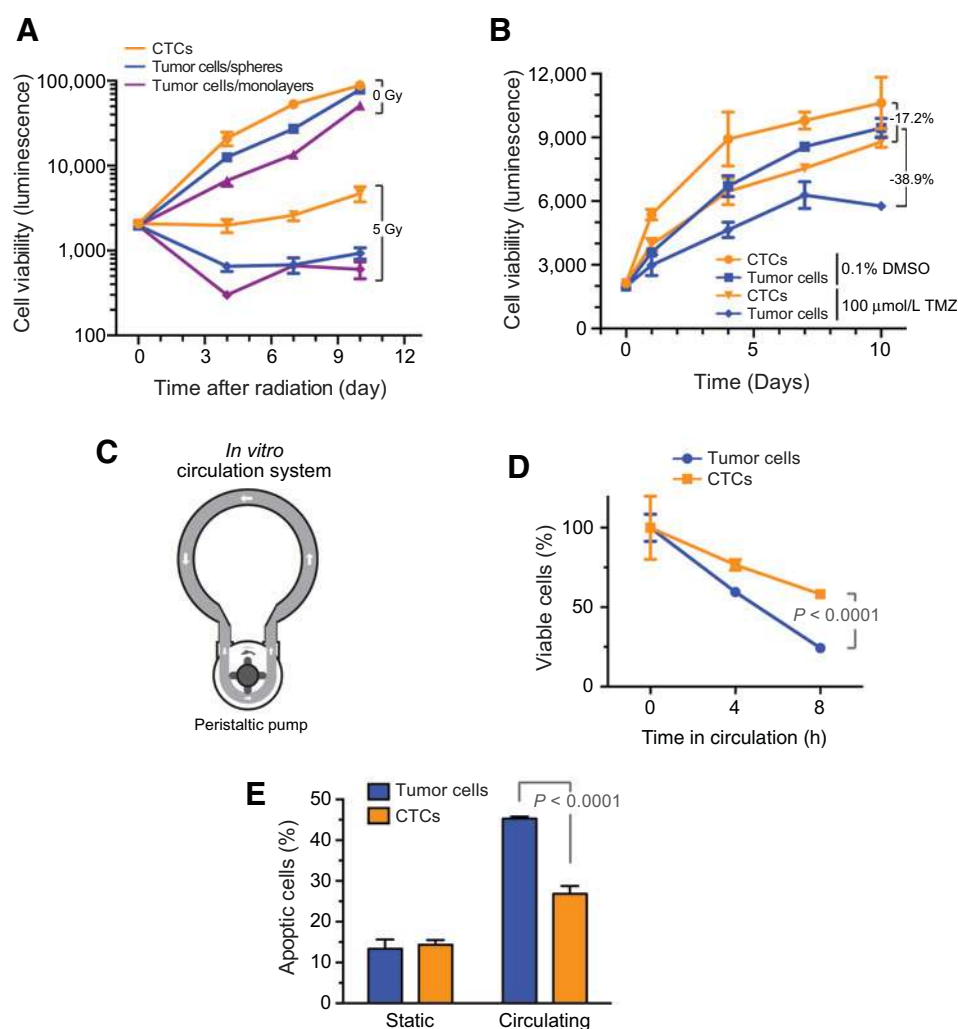 A
CTCs
Tumor cells/spheres
Tumor cells/monolayers
100,000
10,000
1,000
100
Cell viability (luminescence)
0 Gy
5 Gy
0 3 6 9 12
Time after radiation (day)
B
12,000
9,000
6,000
3,000
0
Cell viability (luminescence)
-17.2%
-38.9%
CTCs
Tumor cells
0.1% DMSO
CTCs
Tumor cells
100 μmol/L TMZ
0 5 10
Time (Days)
C
In vitro
circulation system
Peristaltic pump
D
Tumor cells
CTCs
100
50
0
Viable cells (%)
P < 0.0001
0 4 8
Time in circulation (h)
E
Tumor cells
CTCs
50
40
30
20
10
0
Apoptic cells (%)
P < 0.0001
Static Circulating